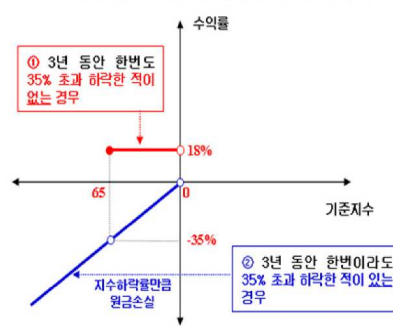 수익률
① 3년 동안 한번도
35% 초과 하락한 적이
없는 경우
18%
65
0
기준지수
-35%
지수하락률만큼
원금손실
② 3년 동안 한번이라도
35% 초과 하락한 적이 있는
경우